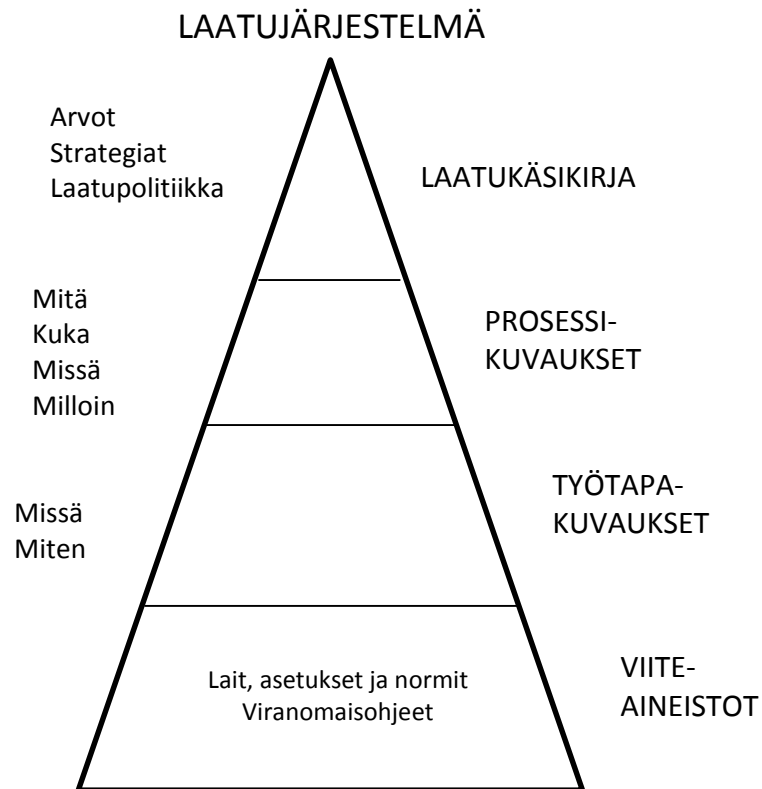 LAATUJÄRJESTELMÄ
Arvot
Strategiat
Laatupolitiikka
LAATUKÄSIKIRJA
Mitä
Kuka
Missä
Milloin
PROSESSI-
KUVAUKSET
Missä
Miten
TYÖTAPA-
KUVAUKSET
Lait, asetukset ja normit
Viranomaisohjeet
VIITE-
AINEISTOT